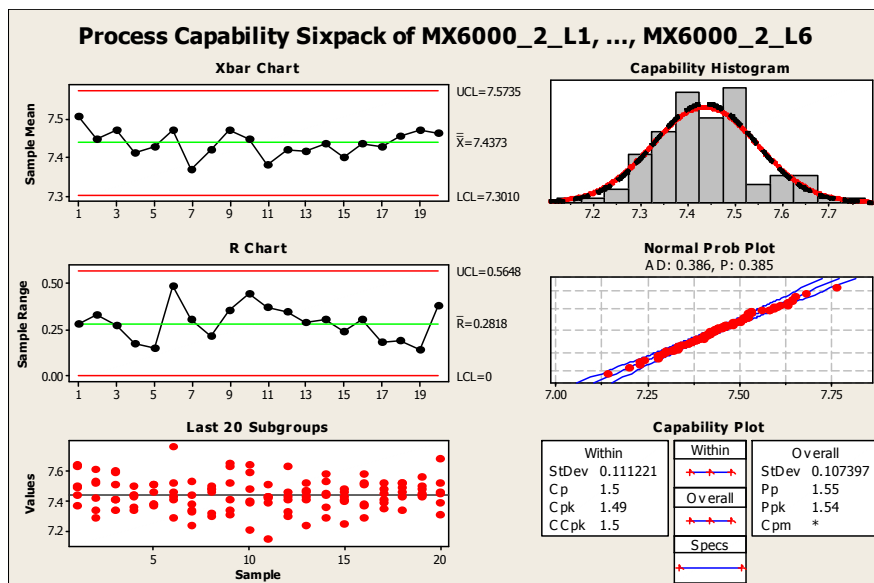 Process Capability Sixpack of MX6000_2_L1, ..., MX6000_2_L6
Xbar Chart
Sample Mean
7.5
7.4
7.3
1 3 5 7 9 11 13 15 17 19
UCL=7.5735
X=7.4373
LCL=7.3010
Capability Histogram
7.2 7.3 7.4 7.5 7.6 7.7
R Chart
Sample Range
0.50
0.25
0.00
1 3 5 7 9 11 13 15 17 19
UCL=0.5648
R=0.2818
LCL=0
Normal Prob Plot
AD: 0.386, P: 0.385
7.00 7.25 7.50 7.75
Last 20 Subgroups
Values
7.6
7.4
7.2
5 10 15 20
Sample
Capability Plot
Within
StDev 0.111221
Cp 1.5
Cpk 1.49
CCpk 1.5
Within
Overall
Specs
Overall
StDev 0.107397
Pp 1.55
Ppk 1.54
Cpm *